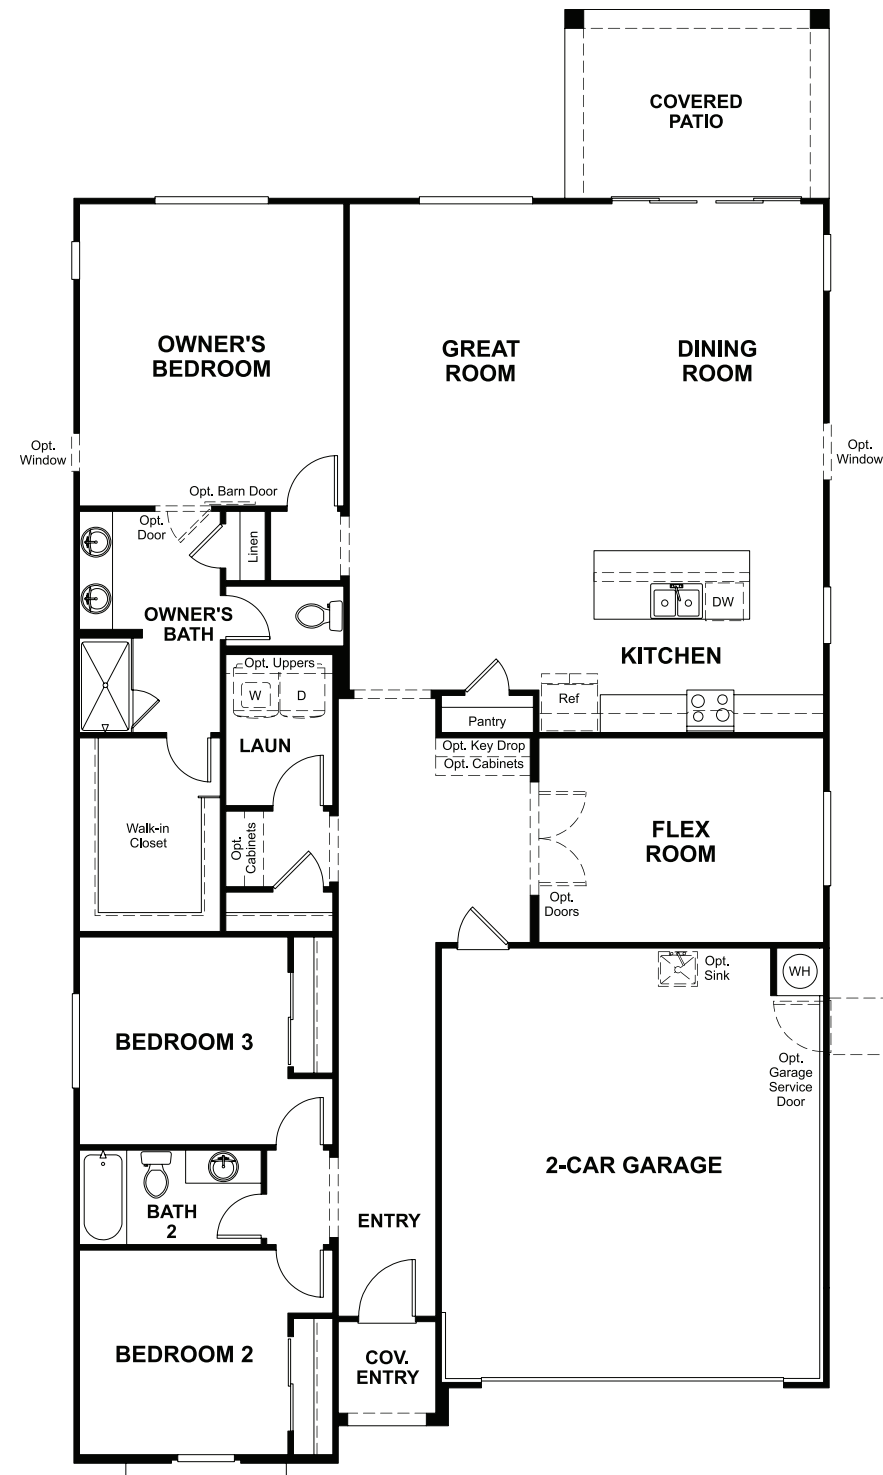 COVERED
PATIO
OWNER'S
BEDROOM
GREAT
ROOM
DINING
ROOM
Opt.
Window
Opt.
Window
Opt. Barn Door
Opt.
Door
Linen
OWNER'S
BATH
DW
KITCHEN
Opt. Uppers
W
D
Ref
Pantry
LAUN
Opt. Key Drop
Opt. Cabinets
Walk-in
Closet
Opt.
Cabinets
FLEX
ROOM
Opt.
Doors
Opt.
Sink
WH
BEDROOM 3
Opt.
Garage
Service
Door
2-CAR GARAGE
BATH
2
ENTRY
BEDROOM 2
COV.
ENTRY